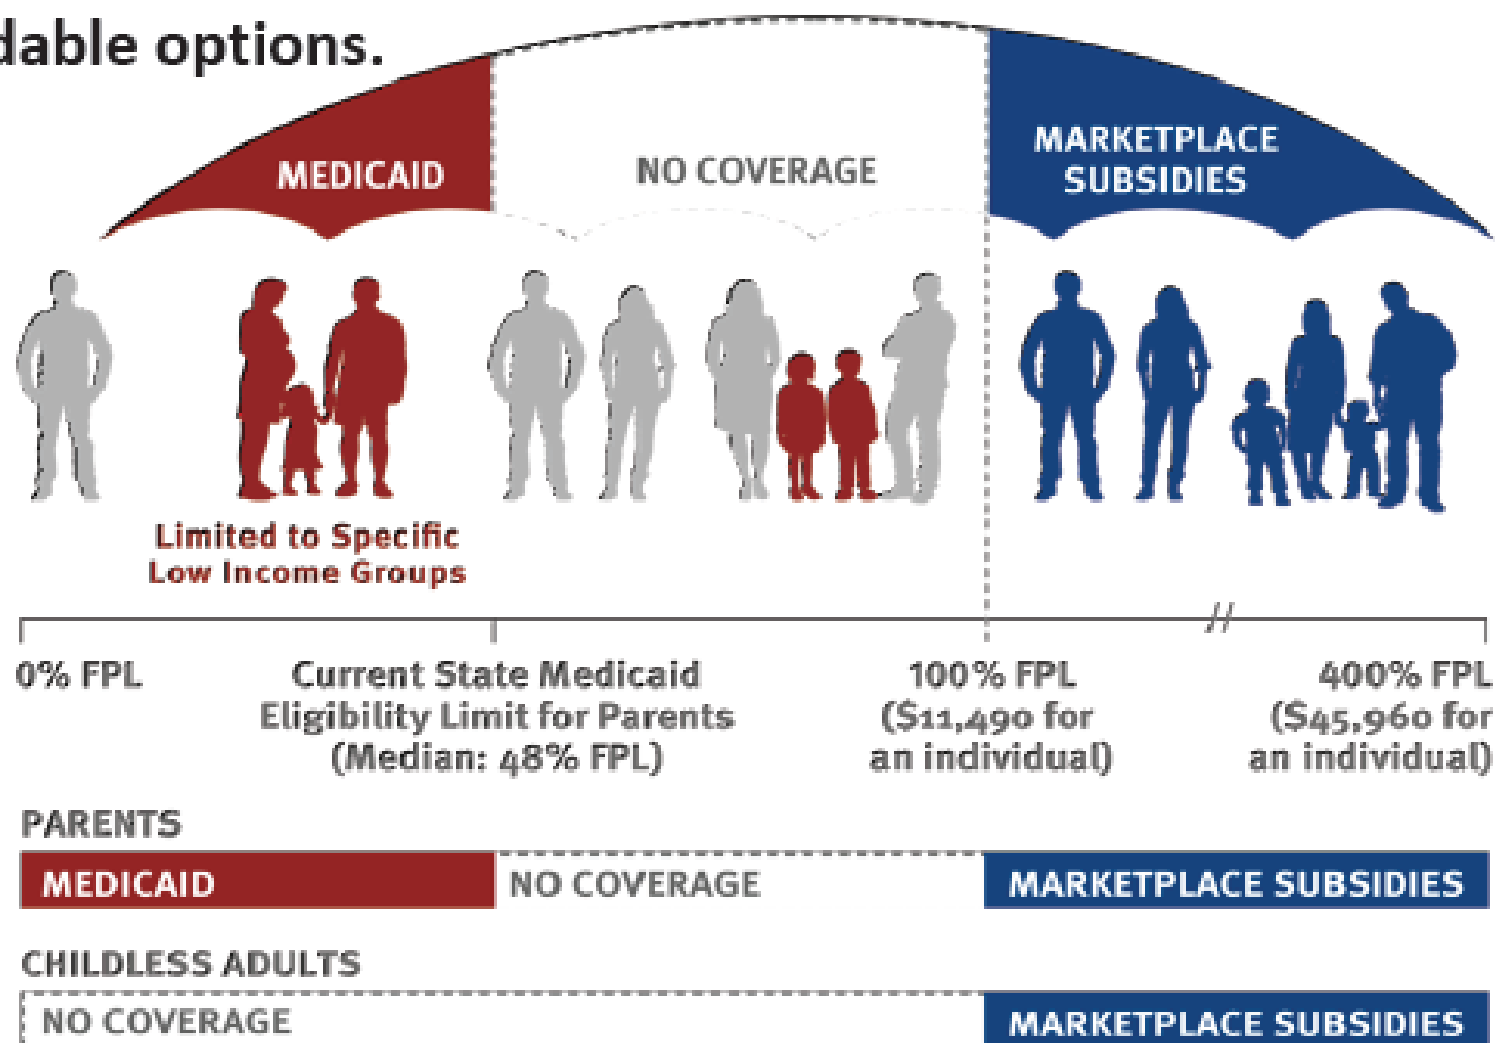 dable options.
MEDICAID
NO COVERAGE
MARKETPLACE
SUBSIDIES
Limited to Specific
Low Income Groups
0% FPL
Current State Medicaid
Eligibility Limit for Parents
(Median: 48% FPL)
100% FPL
($11,490 for
an individual)
400% FPL
($45,960 for
an individual)
PARENTS
MEDICAID
NO COVERAGE
MARKETPLACE SUBSIDIES
CHILDLESS ADULTS
NO COVERAGE
MARKETPLACE SUBSIDIES